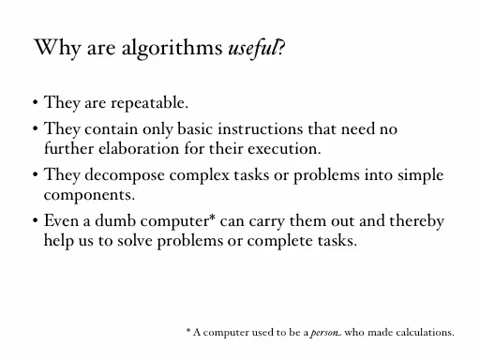 Why are algorithms useful?
• They are repeatable.
• They contain only basic instructions that need no
further elaboration for their execution.
• They decompose complex tasks or problems into simple
components.
• Even a dumb computer* can carry them out and thereby
help us to solve problems or complete tasks.
* A computer used to be a person who made calculations.